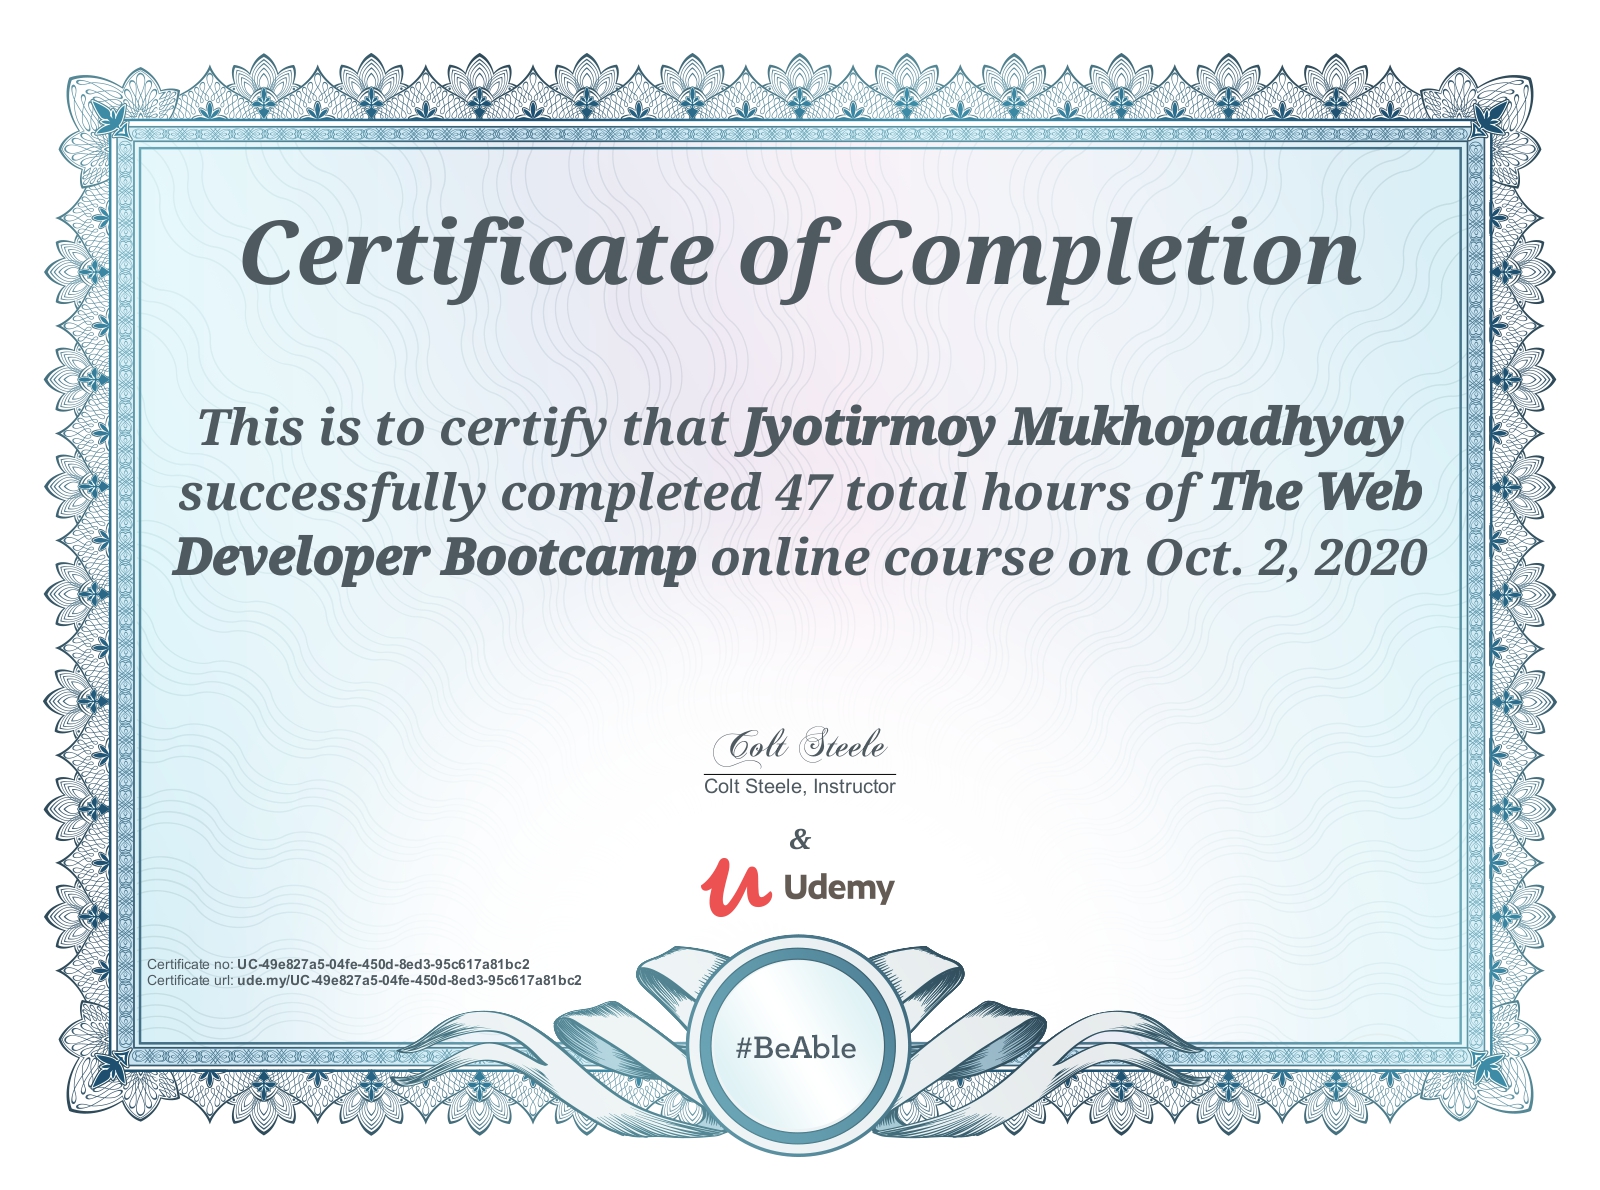 Certificate of Completion
This is to certify that Jyotirmoy Mukhopadhyay
successfully completed 47 total hours of The Web
Developer Bootcamp online course on Oct. 2, 2020
Colt Steele
Colt Steele, Instructor
&
Udemy
Certificate no: UC-49e827a5-04fe-450d-8ed3-95c617a81bc2
Certificate url: ude.my/UC-49e827a5-04fe-450d-8ed3-95c617a81bc2
#BeAble